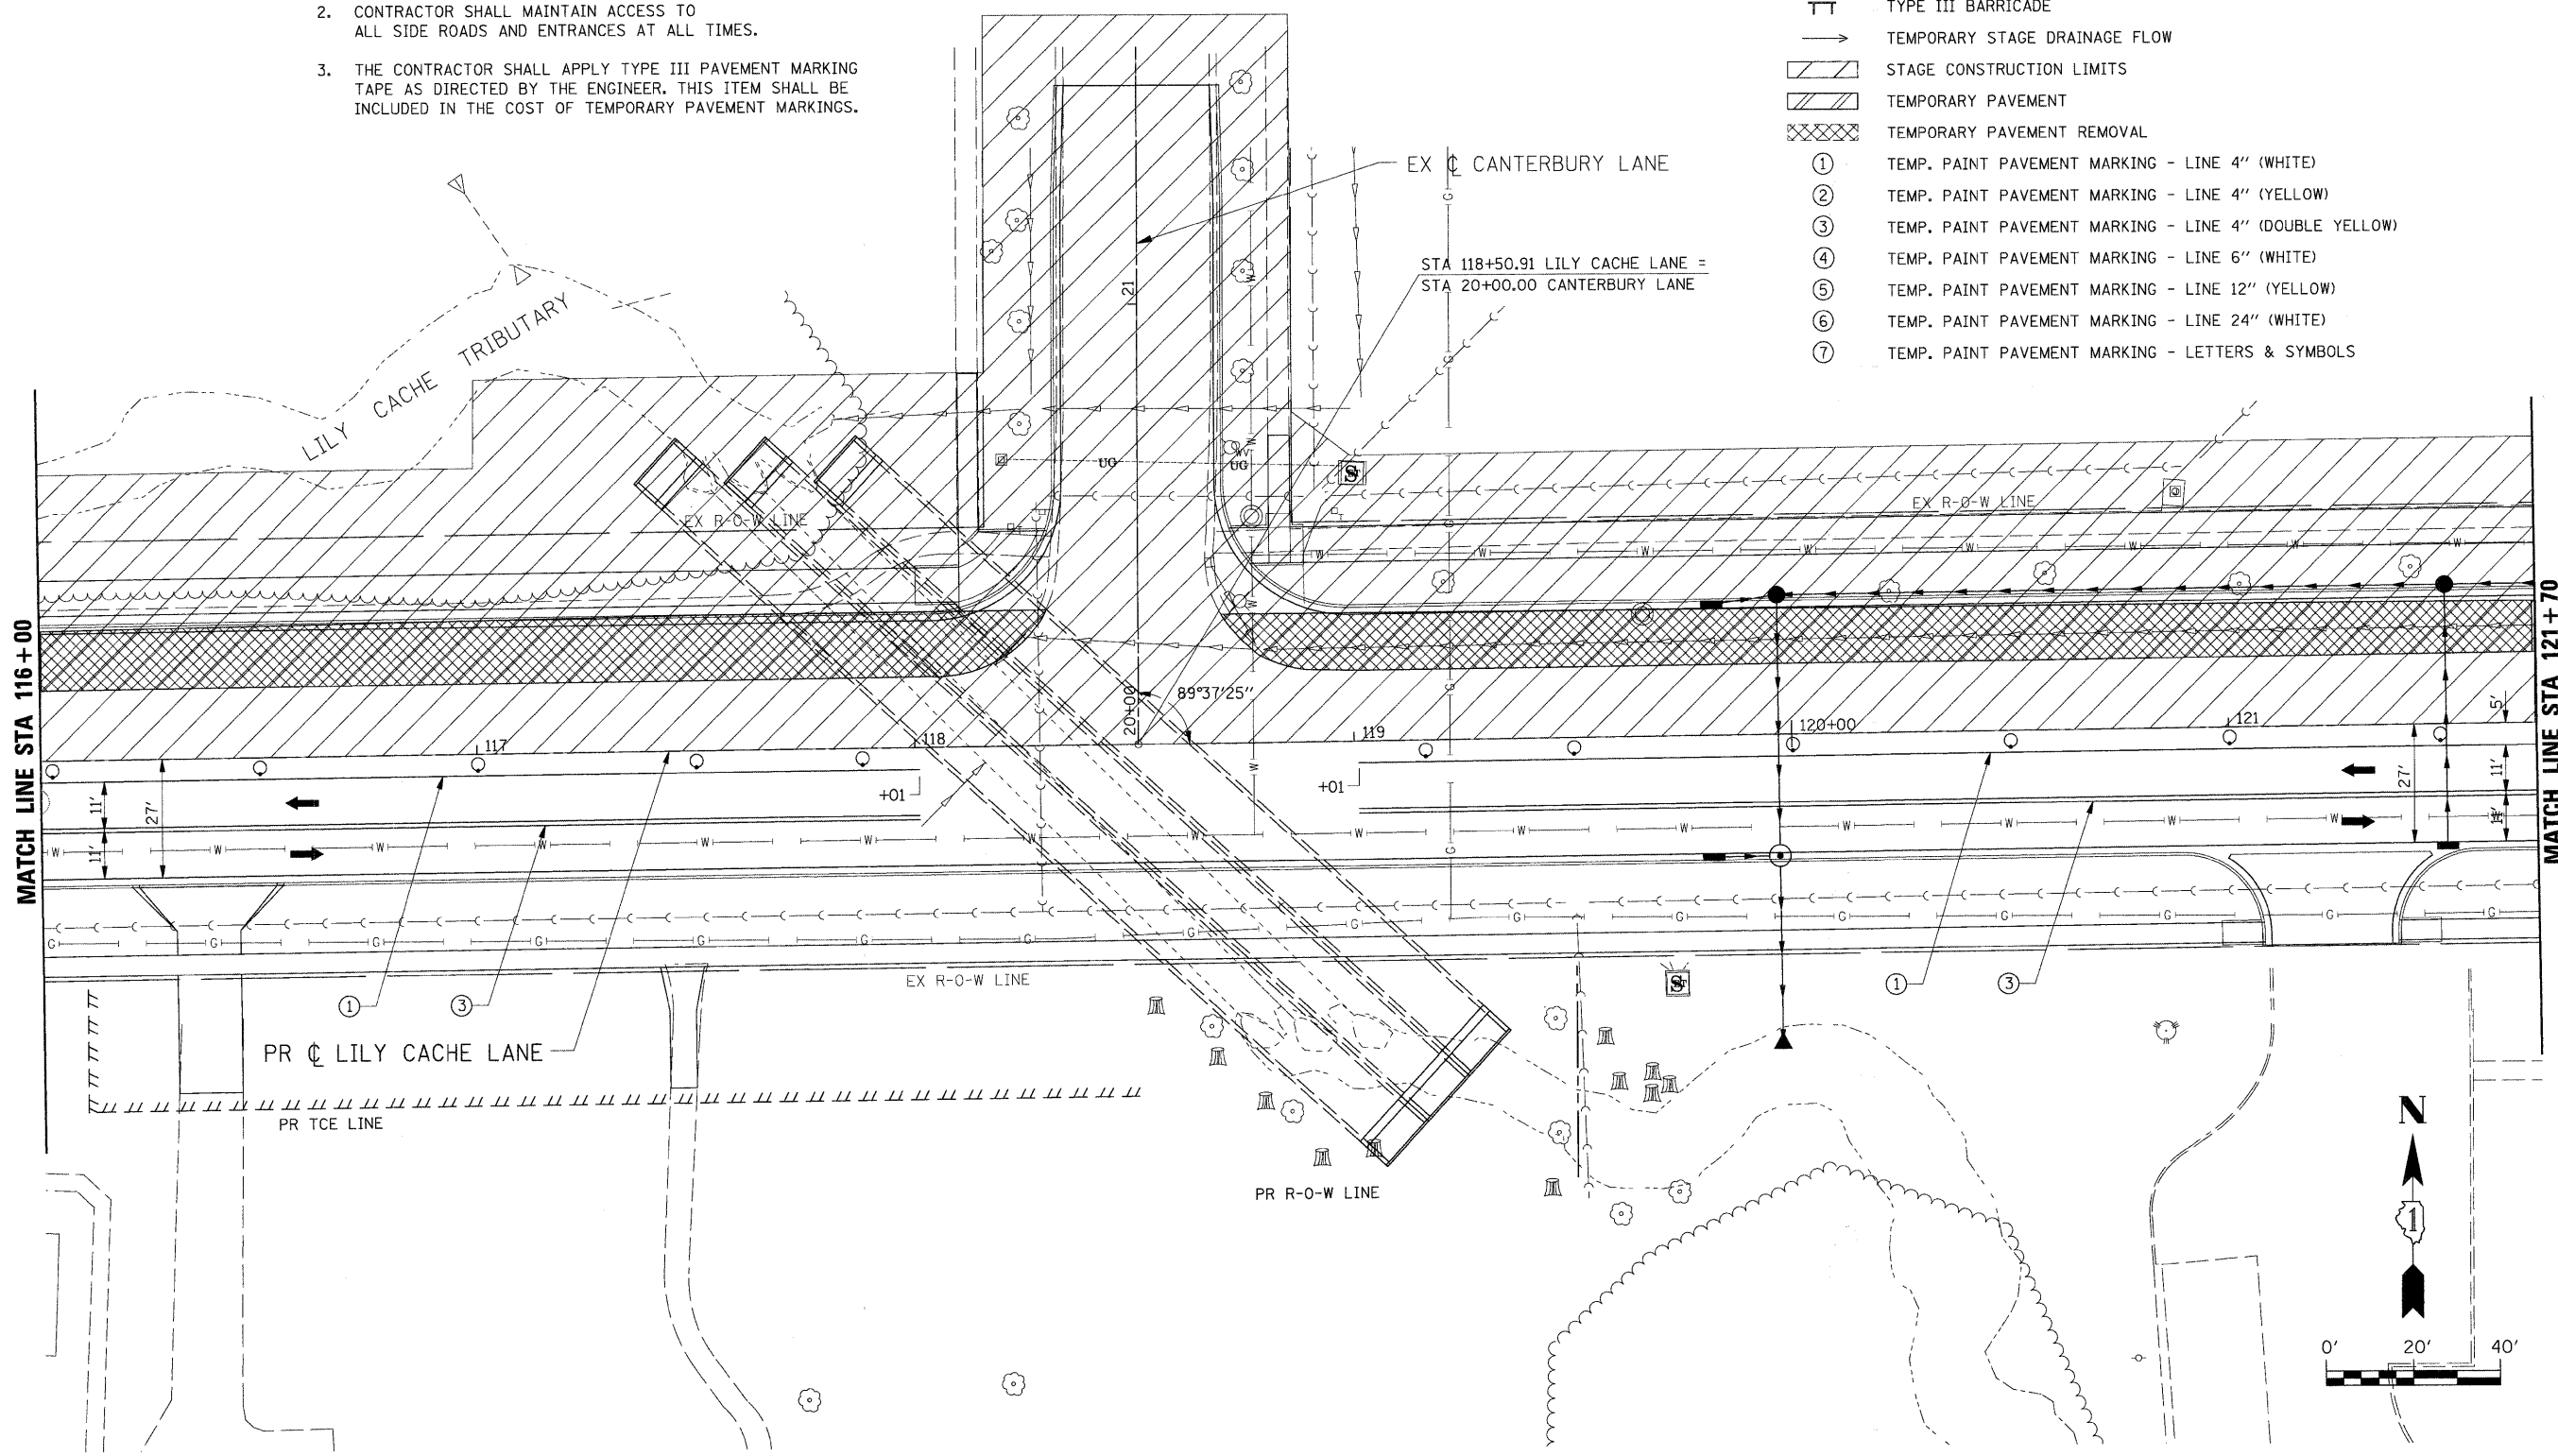 2. CONTRACTOR SHALL MAINTAIN ACCESS TO
ALL SIDE ROADS AND ENTRANCES AT ALL TIMES.
3. THE CONTRACTOR SHALL APPLY TYPE III PAVEMENT MARKING
TAPE AS DIRECTED BY THE ENGINEER. THIS ITEM SHALL BE
INCLUDED IN THE COST OF TEMPORARY PAVEMENT MARKINGS.
TYPE III BARRICADE
TEMPORARY STAGE DRAINAGE FLOW
STAGE CONSTRUCTION LIMITS
TEMPORARY PAVEMENT
TEMPORARY PAVEMENT REMOVAL
1 TEMP. PAINT PAVEMENT MARKING - LINE 4" (WHITE)
2 TEMP. PAINT PAVEMENT MARKING - LINE 4" (YELLOW)
3 TEMP. PAINT PAVEMENT MARKING - LINE 4" (DOUBLE YELLOW)
4 TEMP. PAINT PAVEMENT MARKING - LINE 6" (WHITE)
5 TEMP. PAINT PAVEMENT MARKING - LINE 12" (YELLOW)
6 TEMP. PAINT PAVEMENT MARKING - LINE 24" (WHITE)
7 TEMP. PAINT PAVEMENT MARKING - LETTERS & SYMBOLS
EX ℄ CANTERBURY LANE
STA 118+50.91 LILY CACHE LANE =
STA 20+00.00 CANTERBURY LANE
21
LILY CACHE TRIBUTARY
UG
UG
WV
EX R-O-W LINE
EX R-O-W LINE
MATCH LINE STA 116+00
MATCH LINE STA 121+70
20+00
89°37'25"
117
118
119
120+00
121
5'
11'
11'
27'
27'
11'
11'
+01
+01
EX R-O-W LINE
1
3
1
3
PR ℄ LILY CACHE LANE
PR TCE LINE
PR R-O-W LINE
N
1
0' 20' 40'